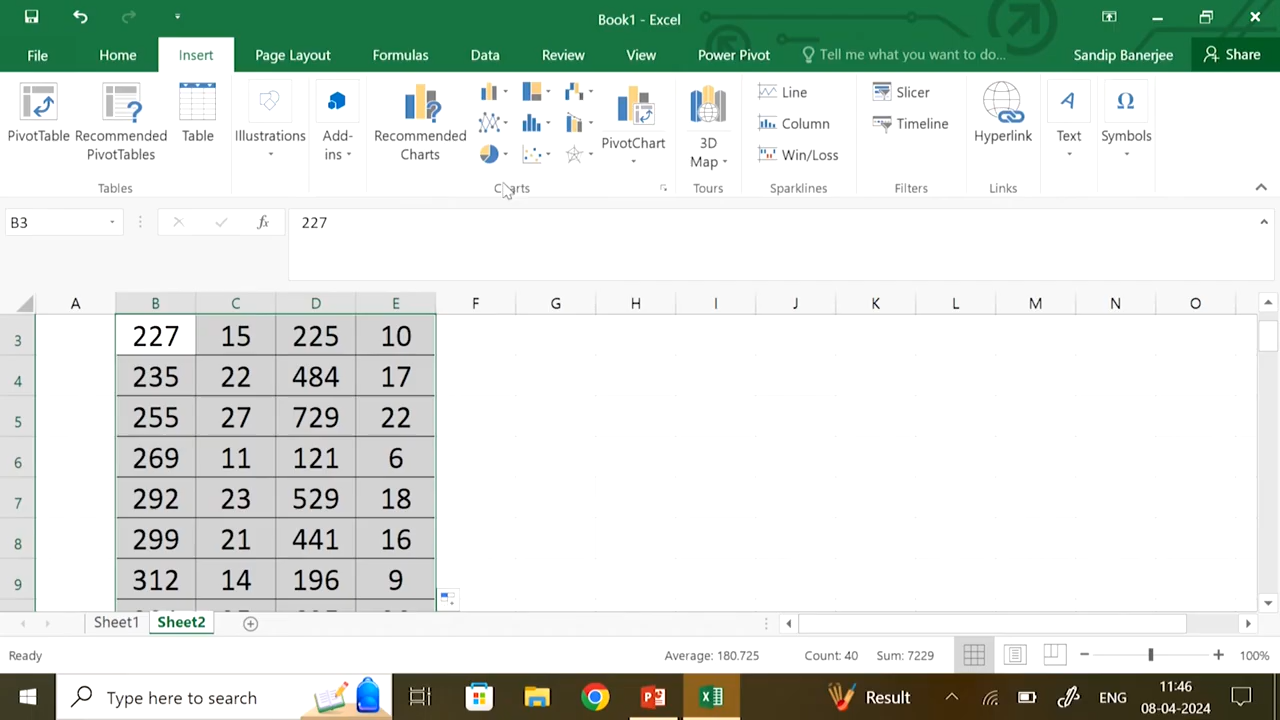 Book1 - Excel
File Home Insert Page Layout Formulas Data Review View Power Pivot Tell me what you want to do... Sandip Banerjee Share
PivotTable Recommended PivotTables Table Illustrations Add-ins Recommended Charts PivotChart 3D Map Line Column Win/Loss Slicer Timeline Hyperlink Text Symbols
Tables Charts Tours Sparklines Filters Links
B3 fx 227
A B C D E F G H I J K L M N O
3 227 15 225 10
4 235 22 484 17
5 255 27 729 22
6 269 11 121 6
7 292 23 529 18
8 299 21 441 16
9 312 14 196 9
Sheet1 Sheet2
Ready Average: 180.725 Count: 40 Sum: 7229 100%
Type here to search Result ENG 11:46
08-04-2024